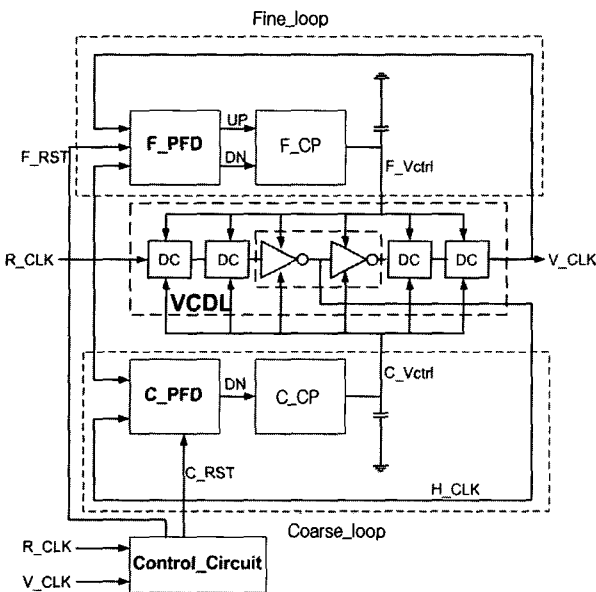 Fine_loop
UP
F_PFD
F_CP
F_RST
DN
F_Vctrl
R_CLK
DC
DC
DC
DC
V_CLK
VCDL
C_PFD
DN
C_CP
C_Vctrl
C_RST
H_CLK
Coarse_loop
R_CLK
Control_Circuit
V_CLK